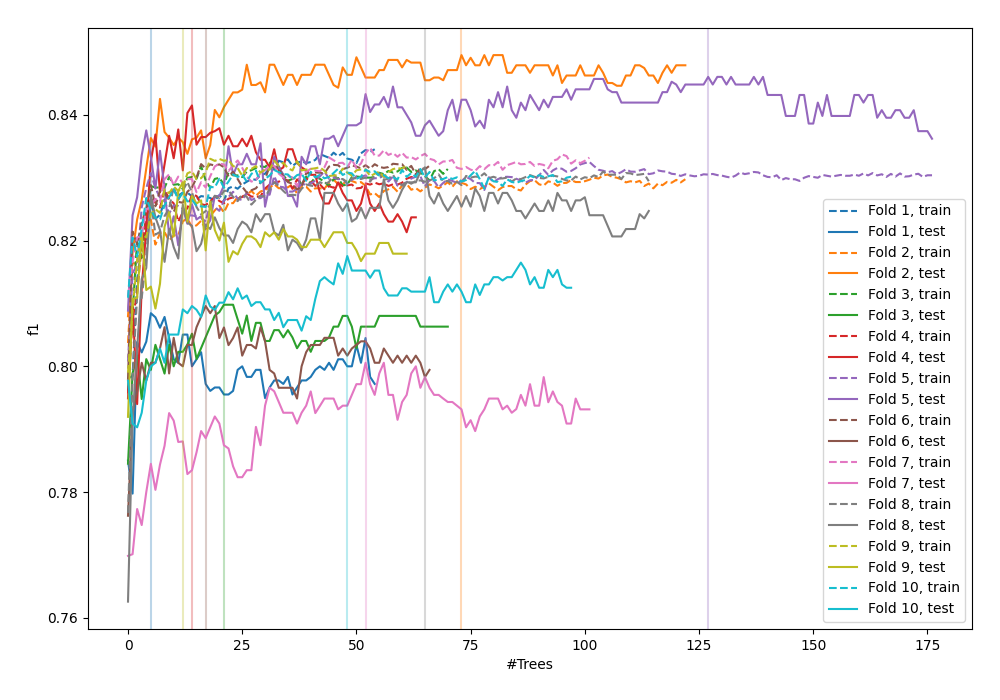 0.84
0.82
0.80
0.78
0.76
f1
0
25
50
75
100
125
150
175
#Trees
Fold 1, train
Fold 1, test
Fold 2, train
Fold 2, test
Fold 3, train
Fold 3, test
Fold 4, train
Fold 4, test
Fold 5, train
Fold 5, test
Fold 6, train
Fold 6, test
Fold 7, train
Fold 7, test
Fold 8, train
Fold 8, test
Fold 9, train
Fold 9, test
Fold 10, train
Fold 10, test